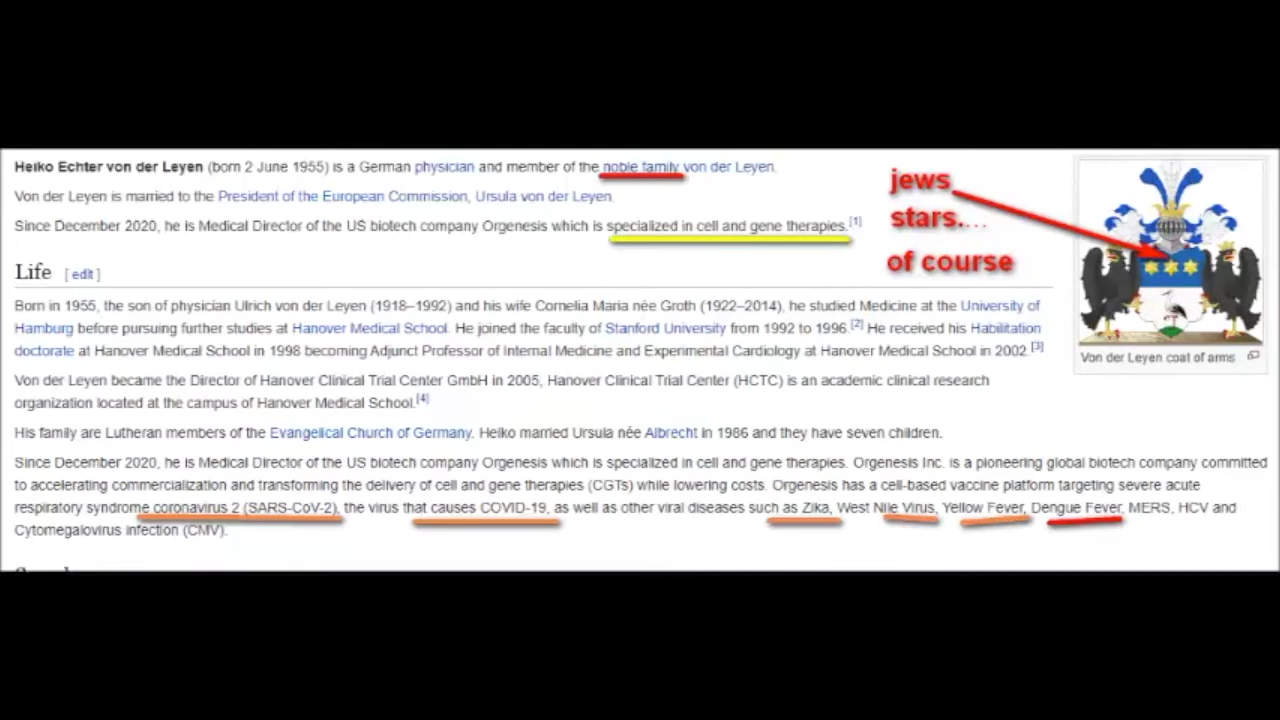 Heiko Echter von der Leyen (born 2 June 1955) is a German physician and member of the noble family von der Leyen.
Von der Leyen is married to the President of the European Commission, Ursula von der Leyen.
Since December 2020, he is Medical Director of the US biotech company Orgenesis which is specialized in cell and gene therapies.[1]
jews
stars....
of course
Von der Leyen coat of arms
Life [ edit ]
Born in 1955, the son of physician Ulrich von der Leyen (1918–1992) and his wife Cornelia Maria née Groth (1922–2014), he studied Medicine at the University of
Hamburg before pursuing further studies at Hanover Medical School. He joined the faculty of Stanford University from 1992 to 1996.[2] He received his Habilitation
doctorate at Hanover Medical School in 1998 becoming Adjunct Professor of Internal Medicine and Experimental Cardiology at Hanover Medical School in 2002.[3]
Von der Leyen became the Director of Hanover Clinical Trial Center GmbH in 2005, Hanover Clinical Trial Center (HCTC) is an academic clinical research
organization located at the campus of Hanover Medical School.[4]
His family are Lutheran members of the Evangelical Church of Germany. Heiko married Ursula née Albrecht in 1986 and they have seven children.
Since December 2020, he is Medical Director of the US biotech company Orgenesis which is specialized in cell and gene therapies. Orgenesis Inc. is a pioneering global biotech company committed
to accelerating commercialization and transforming the delivery of cell and gene therapies (CGTs) while lowering costs. Orgenesis has a cell-based vaccine platform targeting severe acute
respiratory syndrome coronavirus 2 (SARS-CoV-2), the virus that causes COVID-19, as well as other viral diseases such as Zika, West Nile Virus, Yellow Fever, Dengue Fever, MERS, HCV and
Cytomegalovirus infection (CMV).